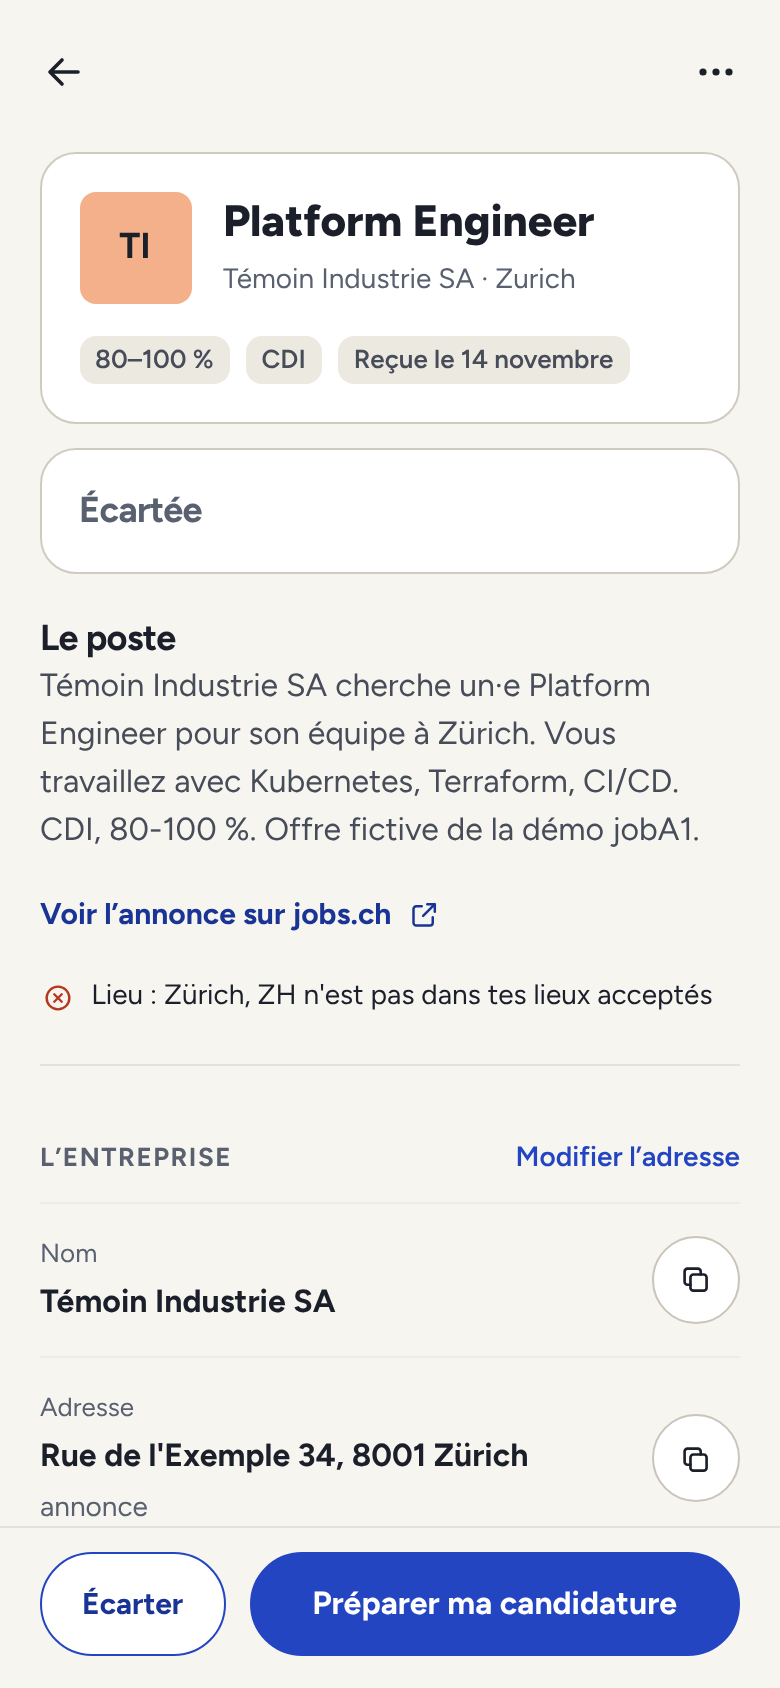 TI
Platform Engineer
Témoin Industrie SA · Zurich
80–100 %
CDI
Reçue le 14 novembre
Écartée
Le poste
Témoin Industrie SA cherche un·e Platform
Engineer pour son équipe à Zürich. Vous
travaillez avec Kubernetes, Terraform, CI/CD.
CDI, 80-100 %. Offre fictive de la démo jobA1.
Voir l’annonce sur jobs.ch
Lieu : Zürich, ZH n'est pas dans tes lieux acceptés
L’ENTREPRISE
Modifier l’adresse
Nom
Témoin Industrie SA
Adresse
Rue de l'Exemple 34, 8001 Zürich
annonce
Écarter
Préparer ma candidature